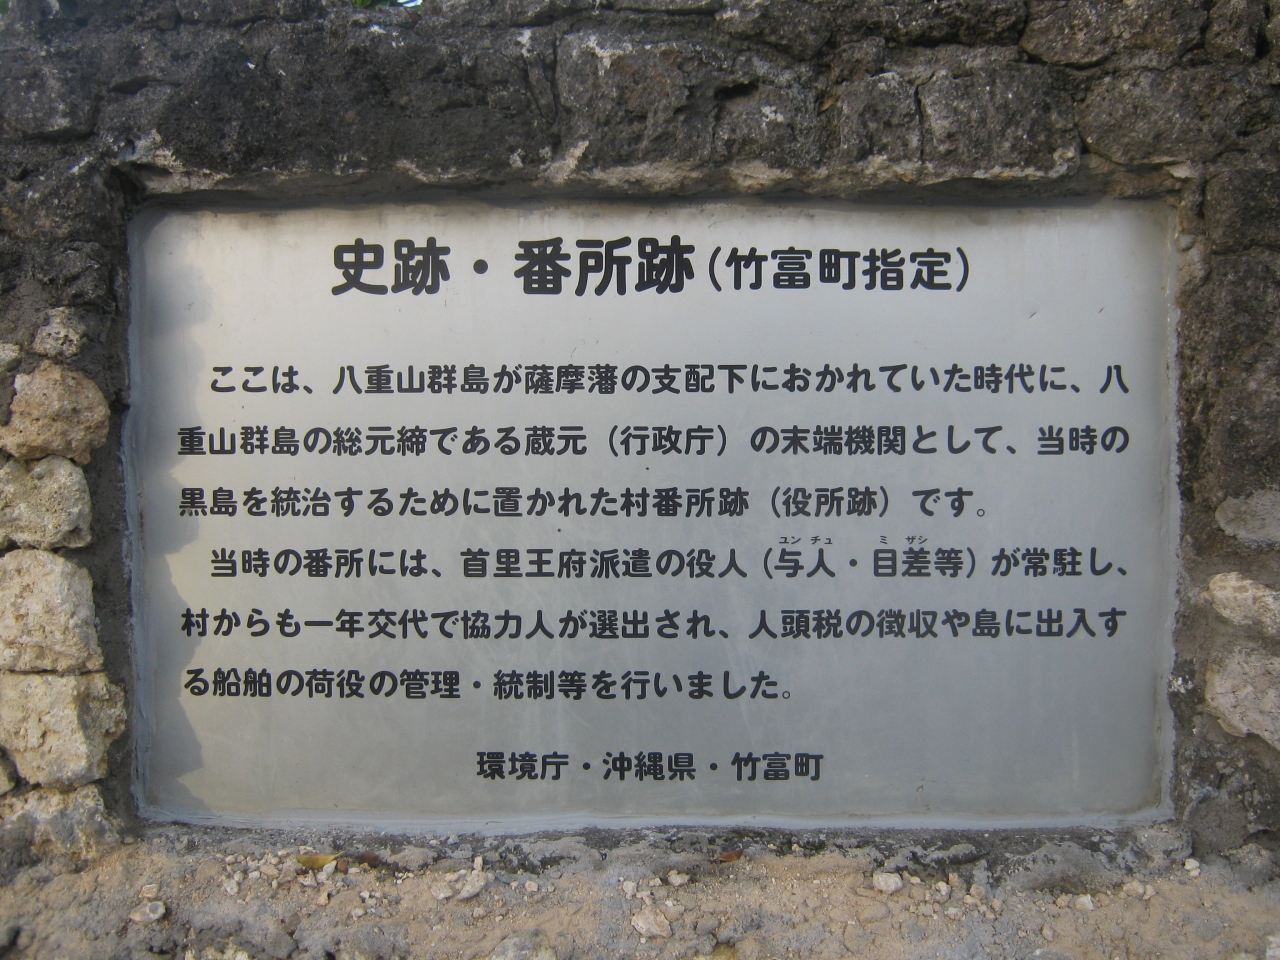 史跡・番所跡（竹富町指定）
ここは、八重山群島が薩摩藩の支配下におかれていた時代に、八
重山群島の総元締である蔵元（行政庁）の末端機関として、当時の
黒島を統治するために置かれた村番所跡（役所跡）です。
ユンチュ ミザシ
当時の番所には、首里王府派遣の役人（与人・目差等）が常駐し、
村からも一年交代で協力人が選出され、人頭税の徴収や島に出入す
る船舶の荷役の管理・統制等を行いました。
環境庁・沖縄県・竹富町